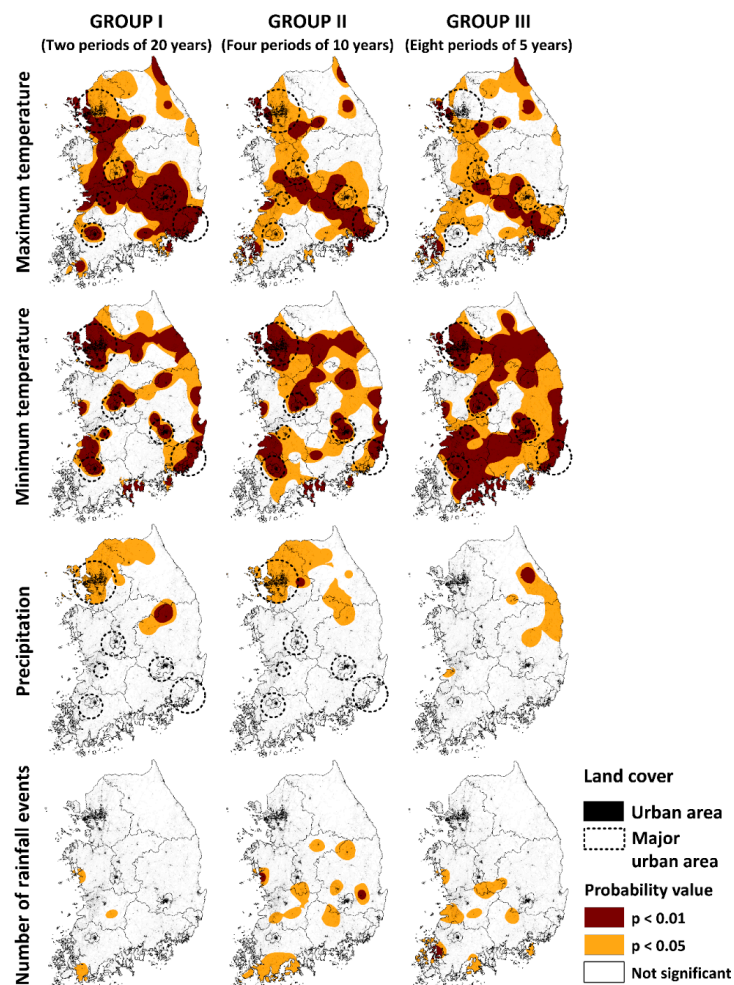 GROUP I
(Two periods of 20 years)
GROUP II
(Four periods of 10 years)
GROUP III
(Eight periods of 5 years)
Maximum temperature
Minimum temperature
Precipitation
Number of rainfall events
Land cover
Urban area
Major
urban area
Probability value
p < 0.01
p < 0.05
Not significant